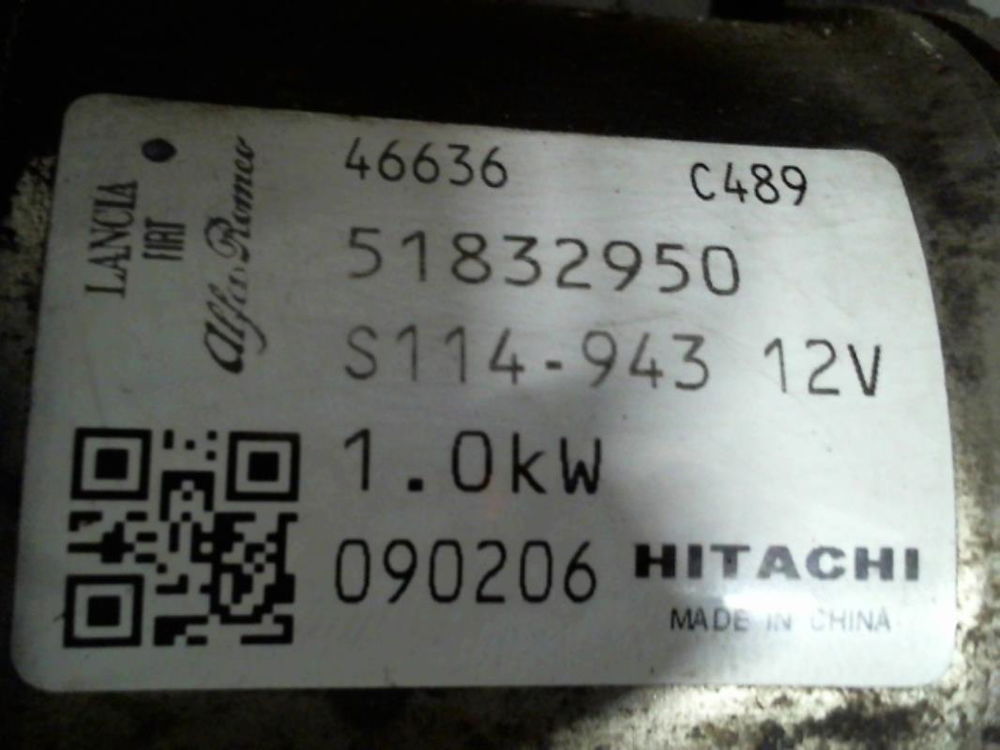 LANCIA
FIAT
Alfa Romeo
46636 C489
51832950
S114-943 12V
1.0kW
090206 HITACHI
MADE IN CHINA